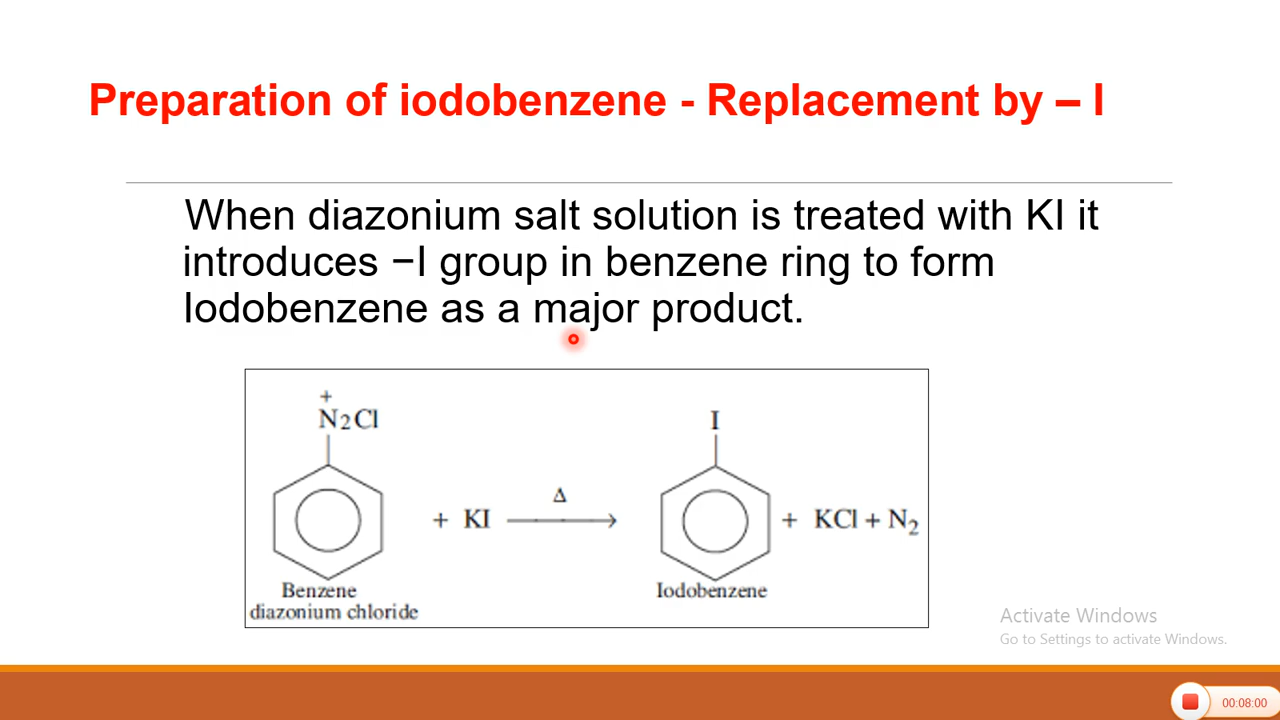 Preparation of iodobenzene - Replacement by – I
When diazonium salt solution is treated with KI it
introduces −I group in benzene ring to form
Iodobenzene as a major product.
+
N2Cl
I
+ KI
Δ
+ KCl + N2
Benzene
diazonium chloride
Iodobenzene
Activate Windows
Go to Settings to activate Windows.
00:08:00